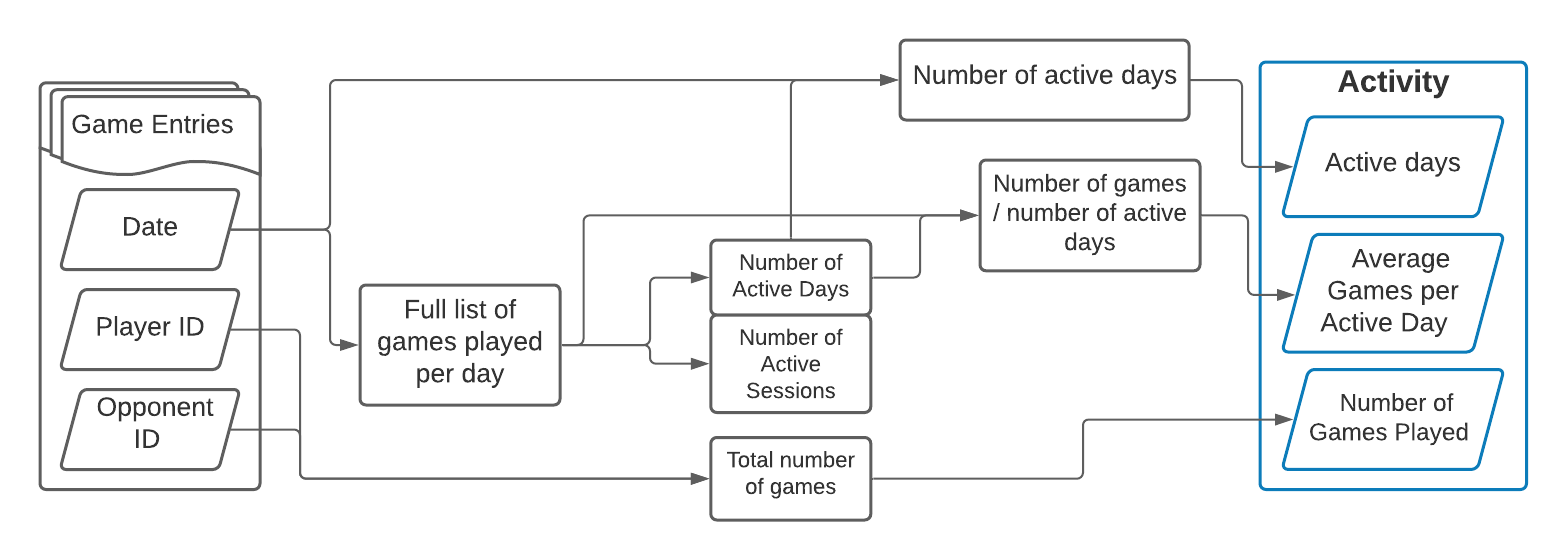 Game Entries
Date
Player ID
Opponent
ID
Full list of
games played
per day
Number of
Active Days
Number of
Active
Sessions
Total number
of games
Number of active days
Number of games
/ number of active
days
Activity
Active days
Average
Games per
Active Day
Number of
Games Played